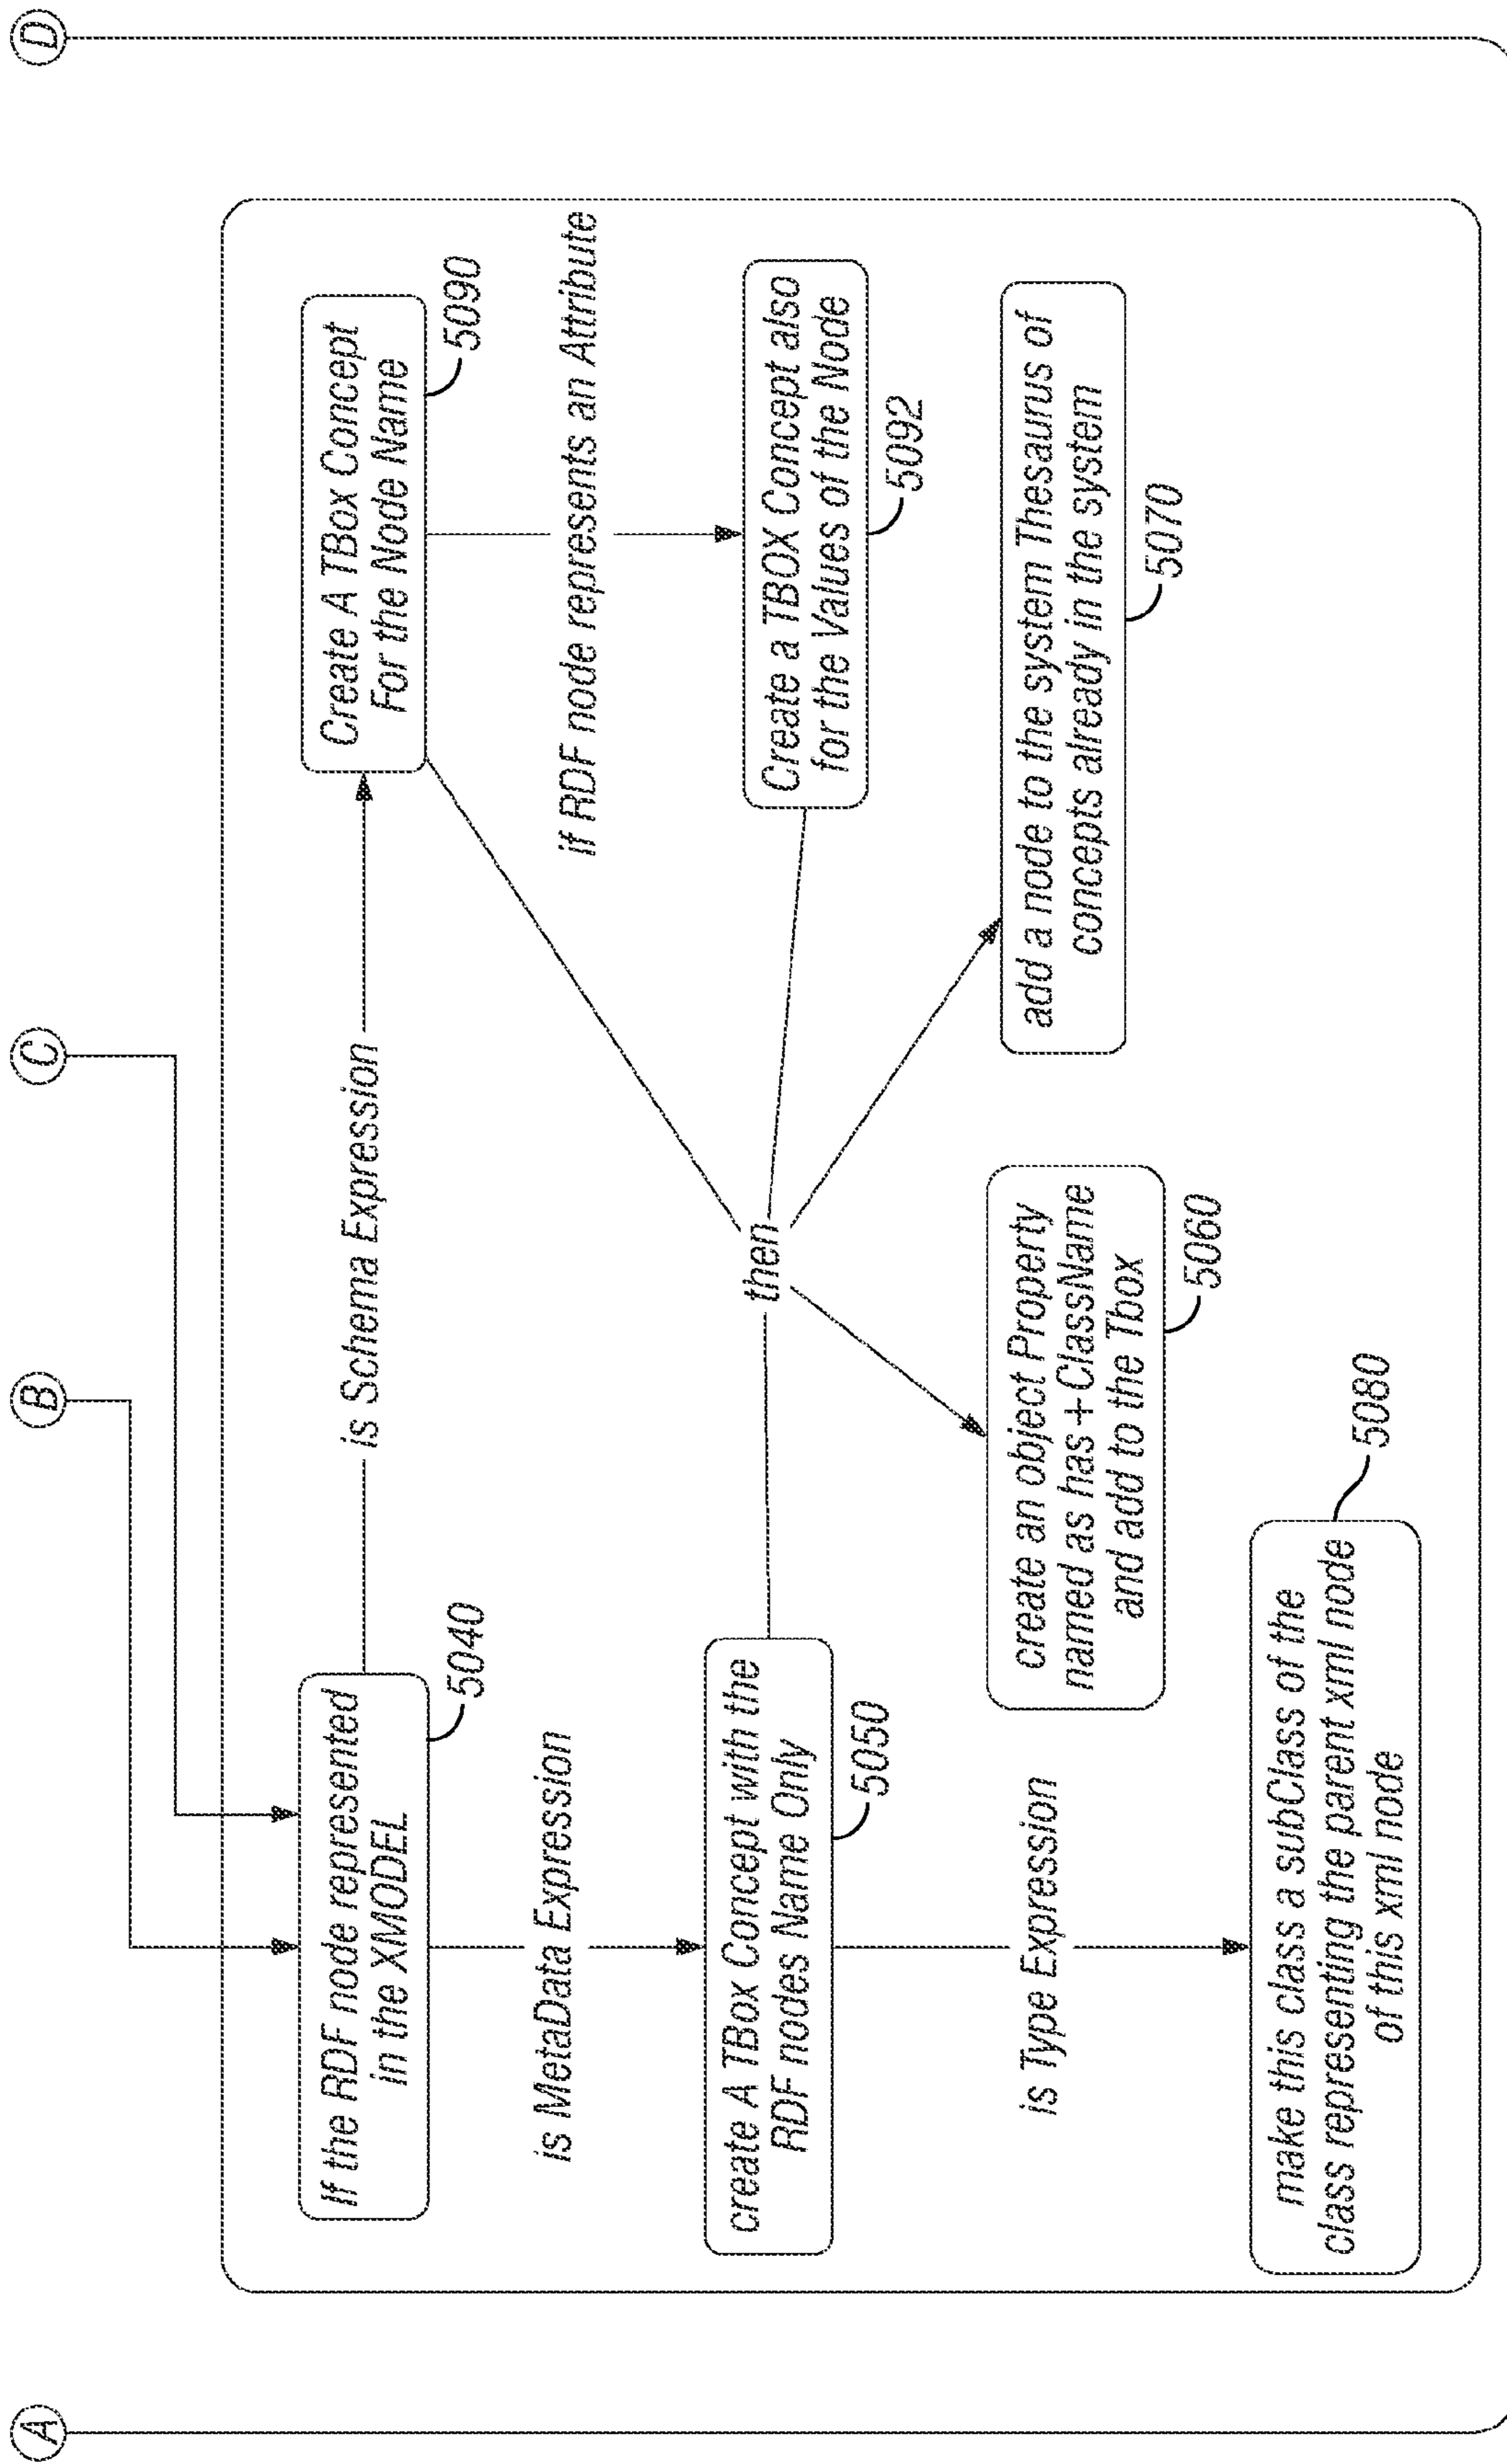 A
B
C
D
If the RDF node represented
in the XMODEL
5040
is Schema Expression
Create A TBox Concept
For the Node Name
5090
is MetaData Expression
if RDF node represents an Attribute
create A TBox Concept with the
RDF nodes Name Only
5050
then
Create a TBOX Concept also
for the Values of the Node
5092
is Type Expression
create an object Property
named as has+ClassName
and add to the Tbox
5060
add a node to the system Thesaurus of
concepts already in the system
5070
make this class a subClass of the
class representing the parent xml node
of this xml node
5080